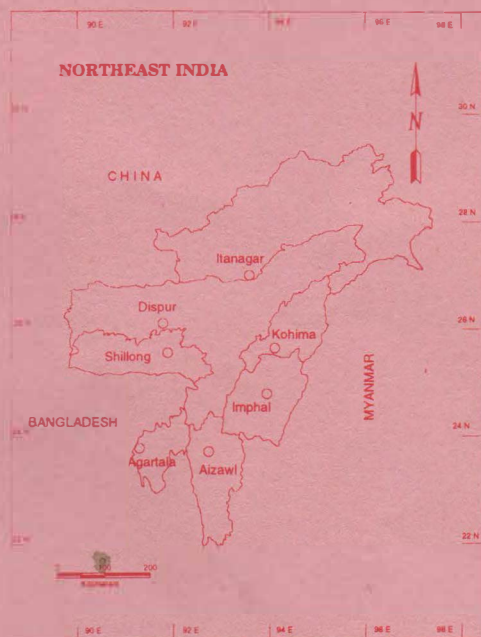 90 E 92 E 94 E 96 E 98 E
NORTHEAST INDIA
30 N
N
CHINA
28 N
Itanagar
Dispur
26 N
Kohima
Shillong
MYANMAR
Imphal
BANGLADESH
24 N
Agartala
Aizawl
22 N
0 200
90 E 92 E 94 E 96 E 98 E